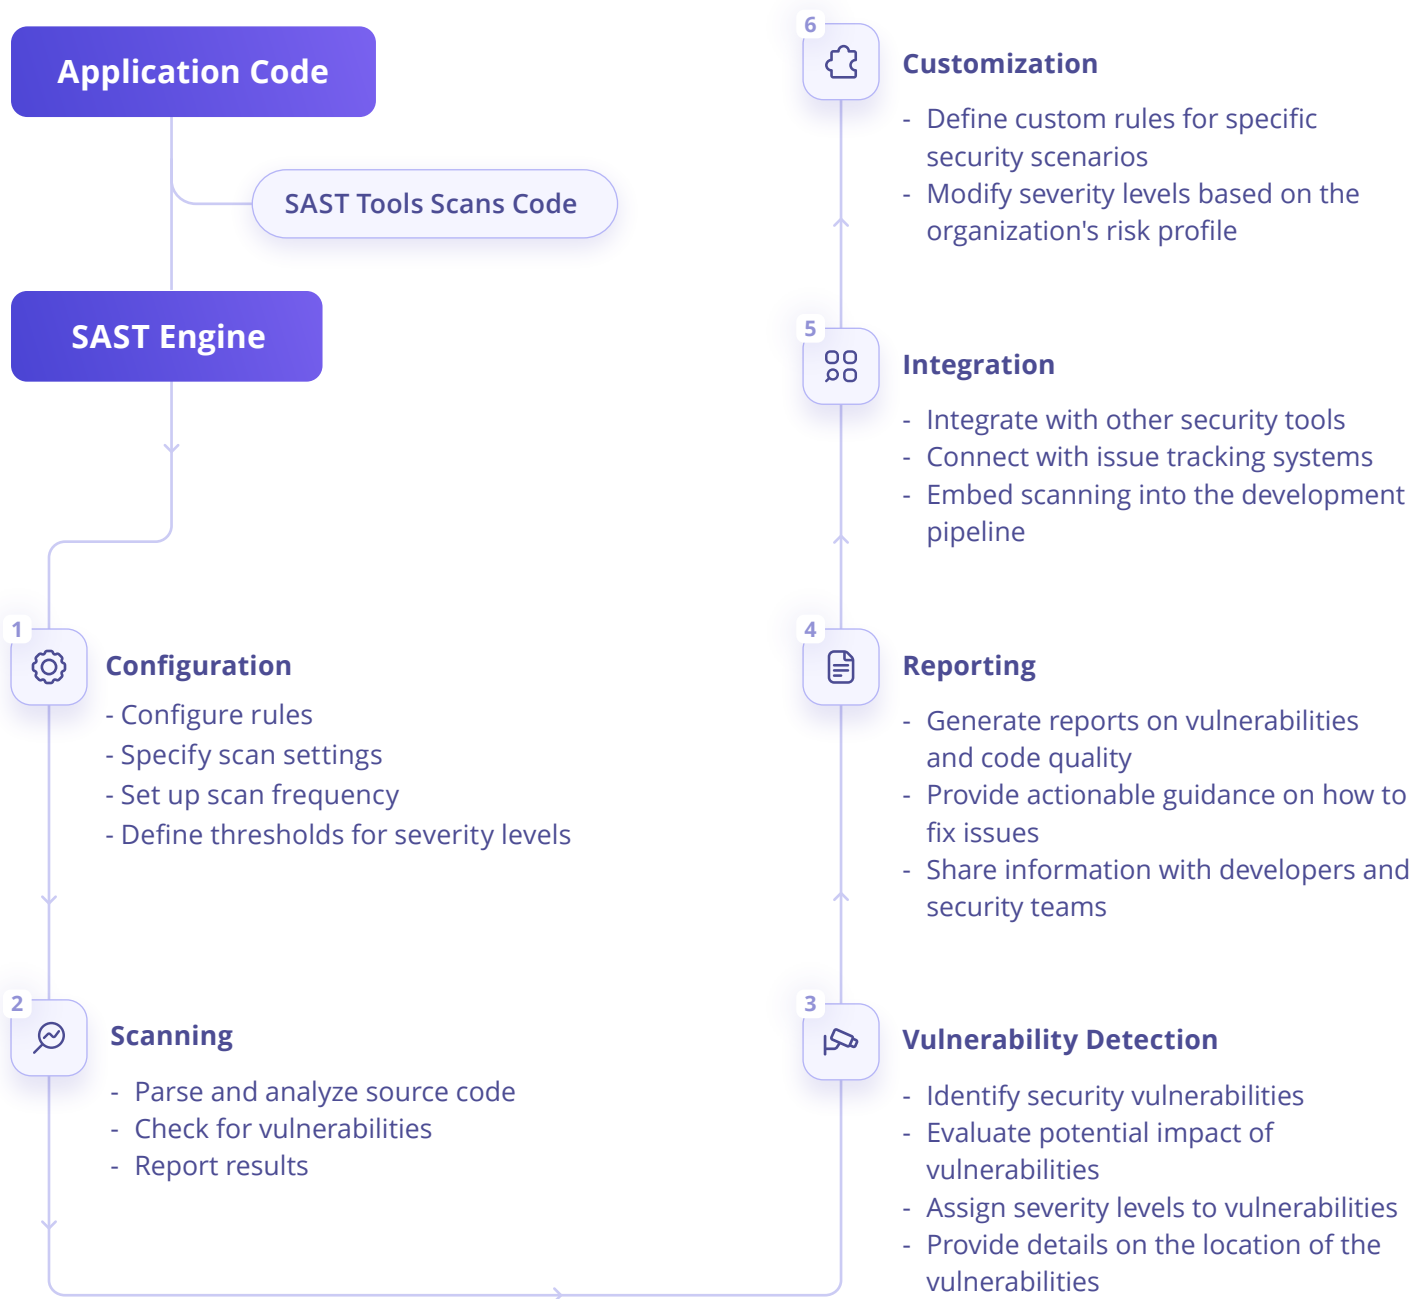 Application Code
SAST Tools Scans Code
SAST Engine
1
Configuration
- Configure rules
- Specify scan settings
- Set up scan frequency
- Define thresholds for severity levels
2
Scanning
- Parse and analyze source code
- Check for vulnerabilities
- Report results
3
Vulnerability Detection
- Identify security vulnerabilities
- Evaluate potential impact of
vulnerabilities
- Assign severity levels to vulnerabilities
- Provide details on the location of the
vulnerabilities
4
Reporting
- Generate reports on vulnerabilities
and code quality
- Provide actionable guidance on how to
fix issues
- Share information with developers and
security teams
5
Integration
- Integrate with other security tools
- Connect with issue tracking systems
- Embed scanning into the development
pipeline
6
Customization
- Define custom rules for specific
security scenarios
- Modify severity levels based on the
organization's risk profile